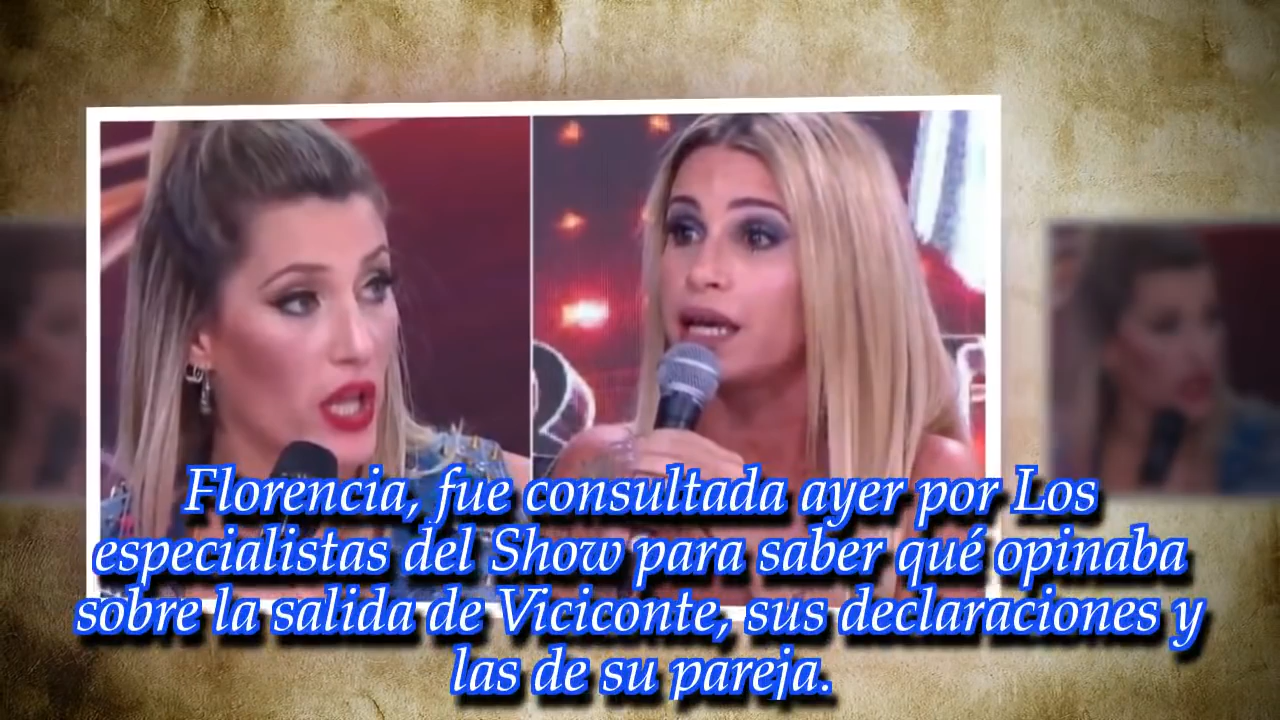 Florencia, fue consultada ayer por Los
especialistas del Show para saber qué opinaba
sobre la salida de Viciconte, sus declaraciones y
las de su pareja.